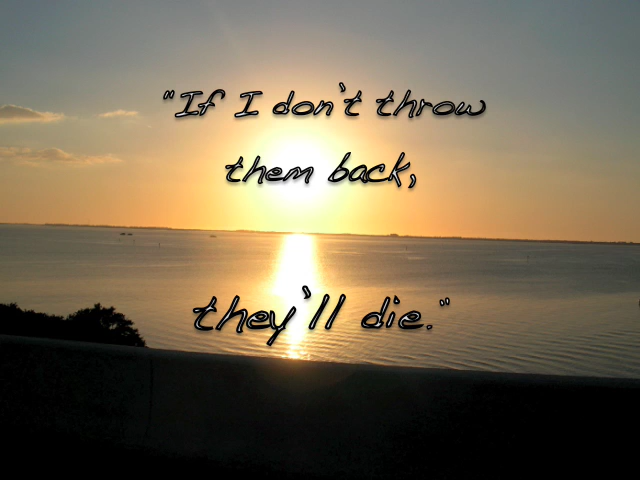 "If I don't throw
them back,
they'll die."